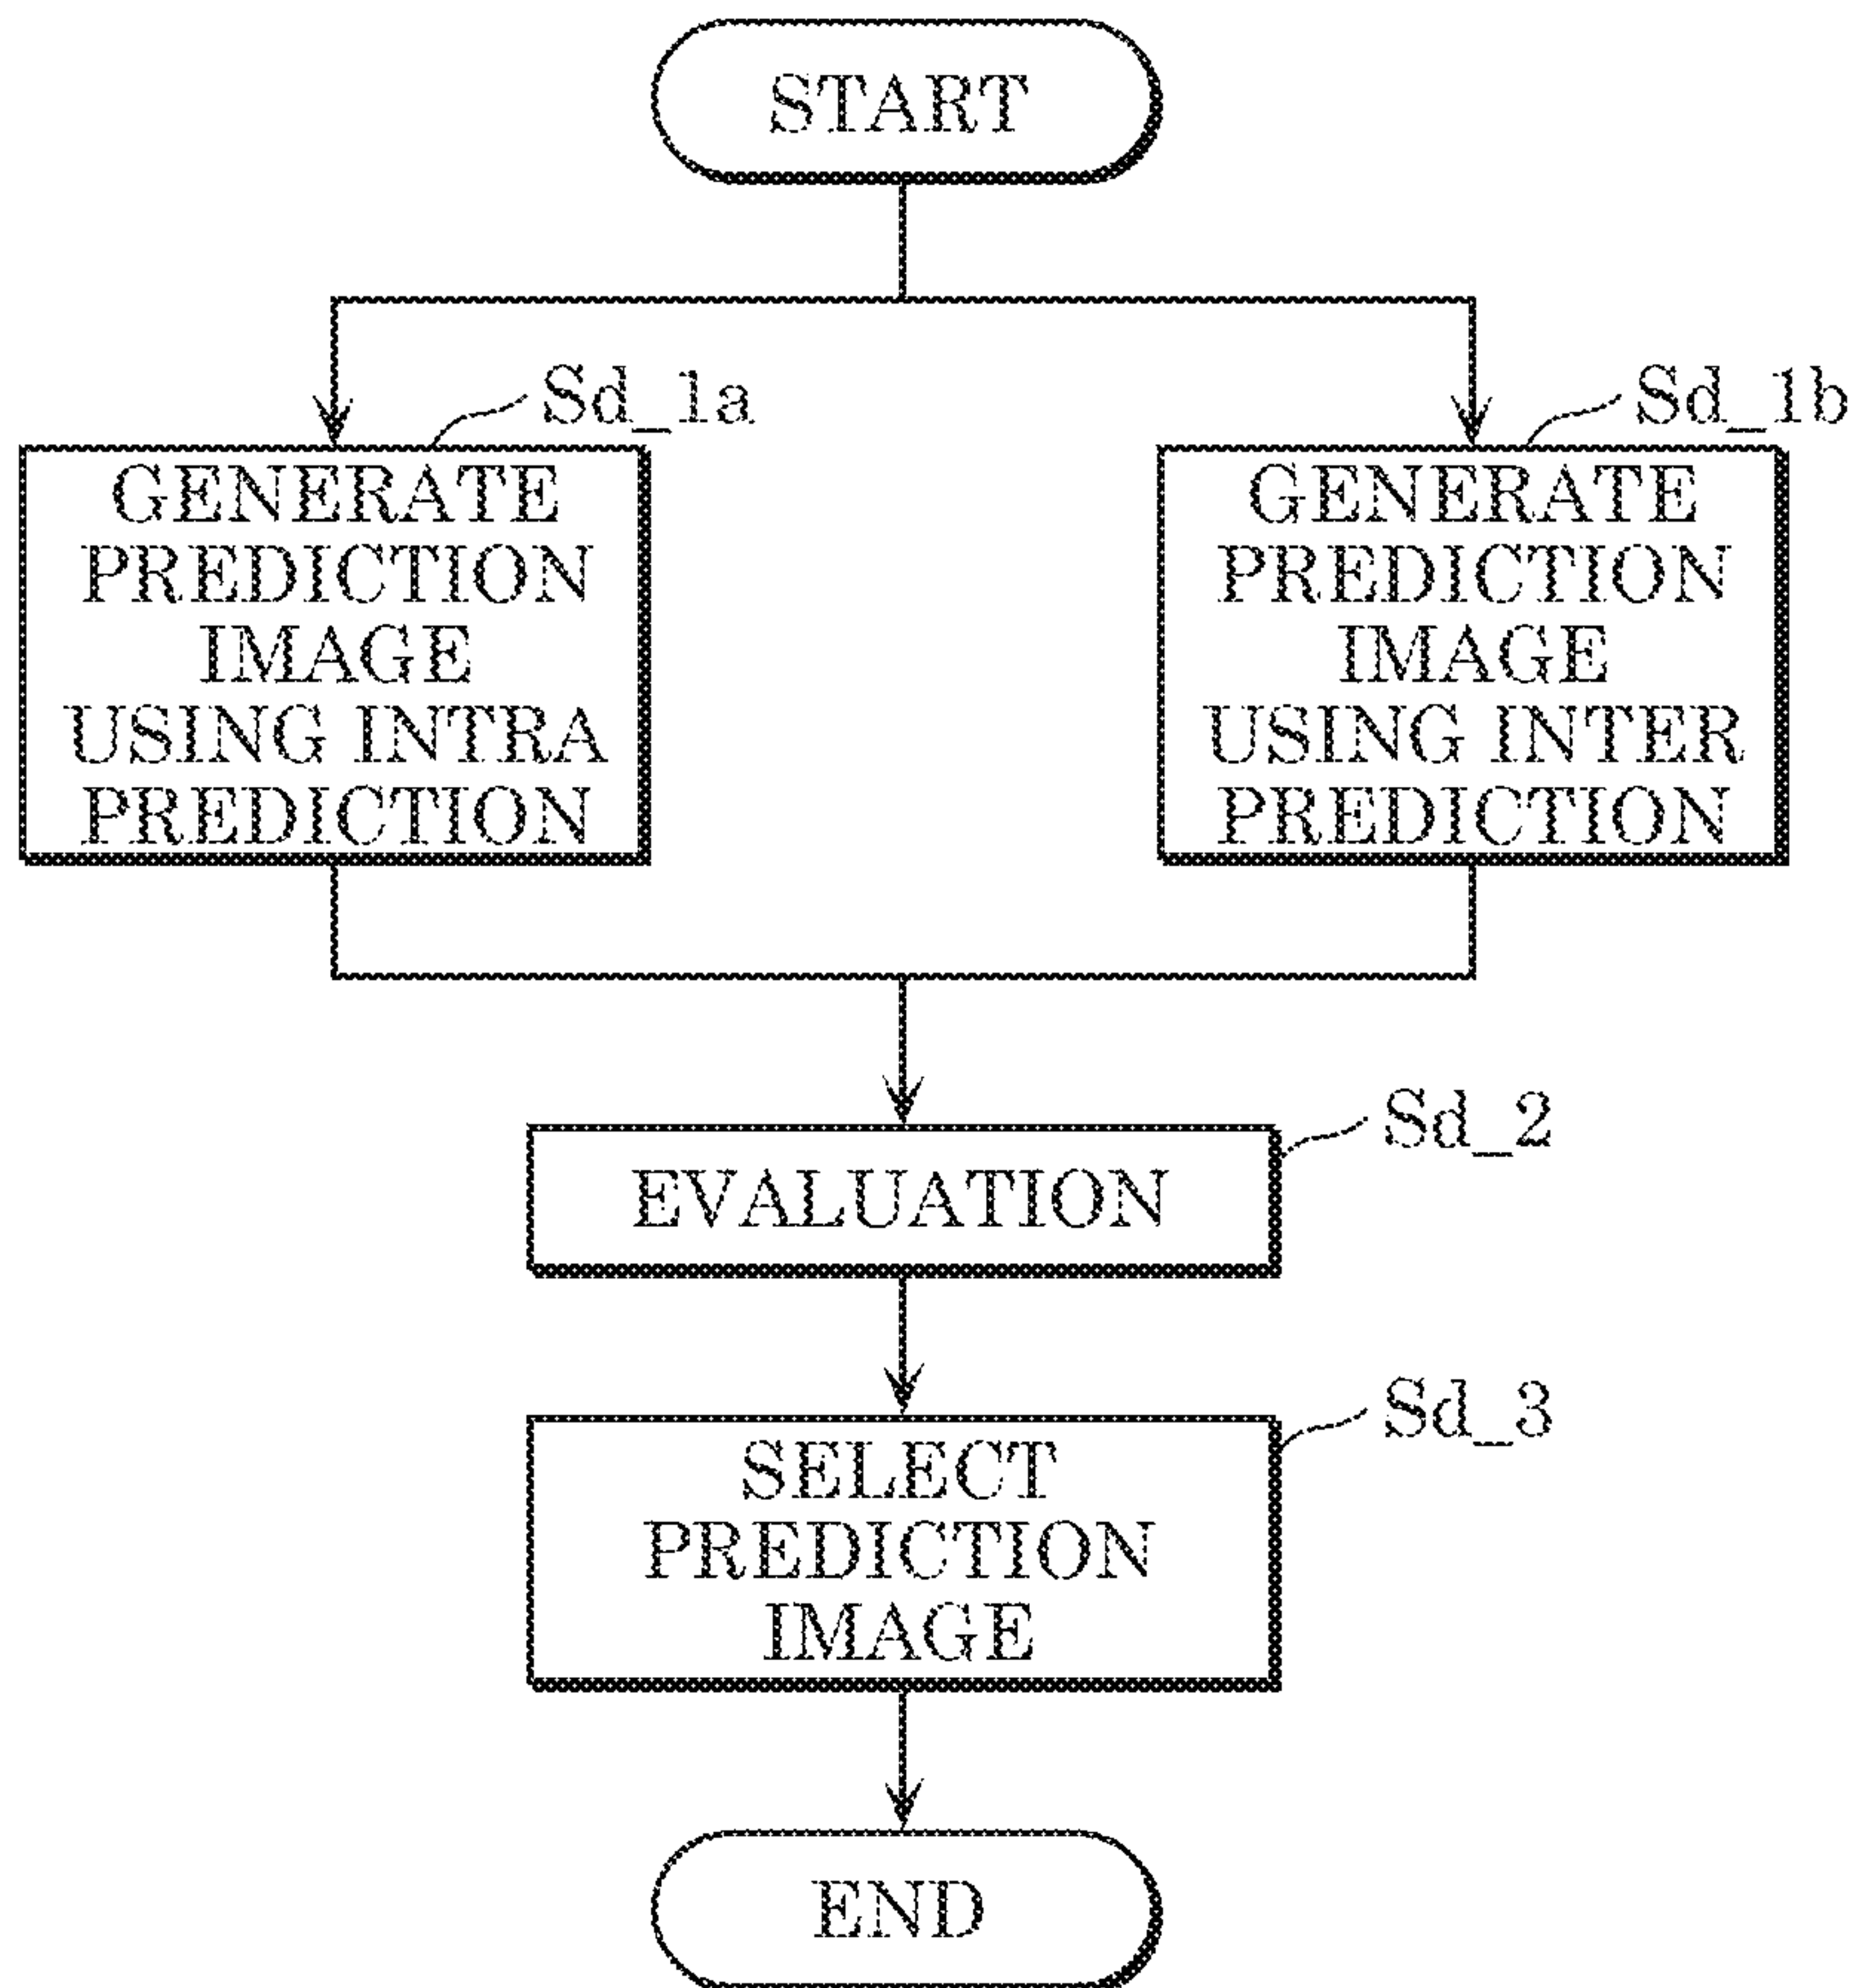 START
Sd_1a
GENERATE
PREDICTION
IMAGE
USING INTRA
PREDICTION
Sd_1b
GENERATE
PREDICTION
IMAGE
USING INTER
PREDICTION
Sd_2
EVALUATION
Sd_3
SELECT
PREDICTION
IMAGE
END